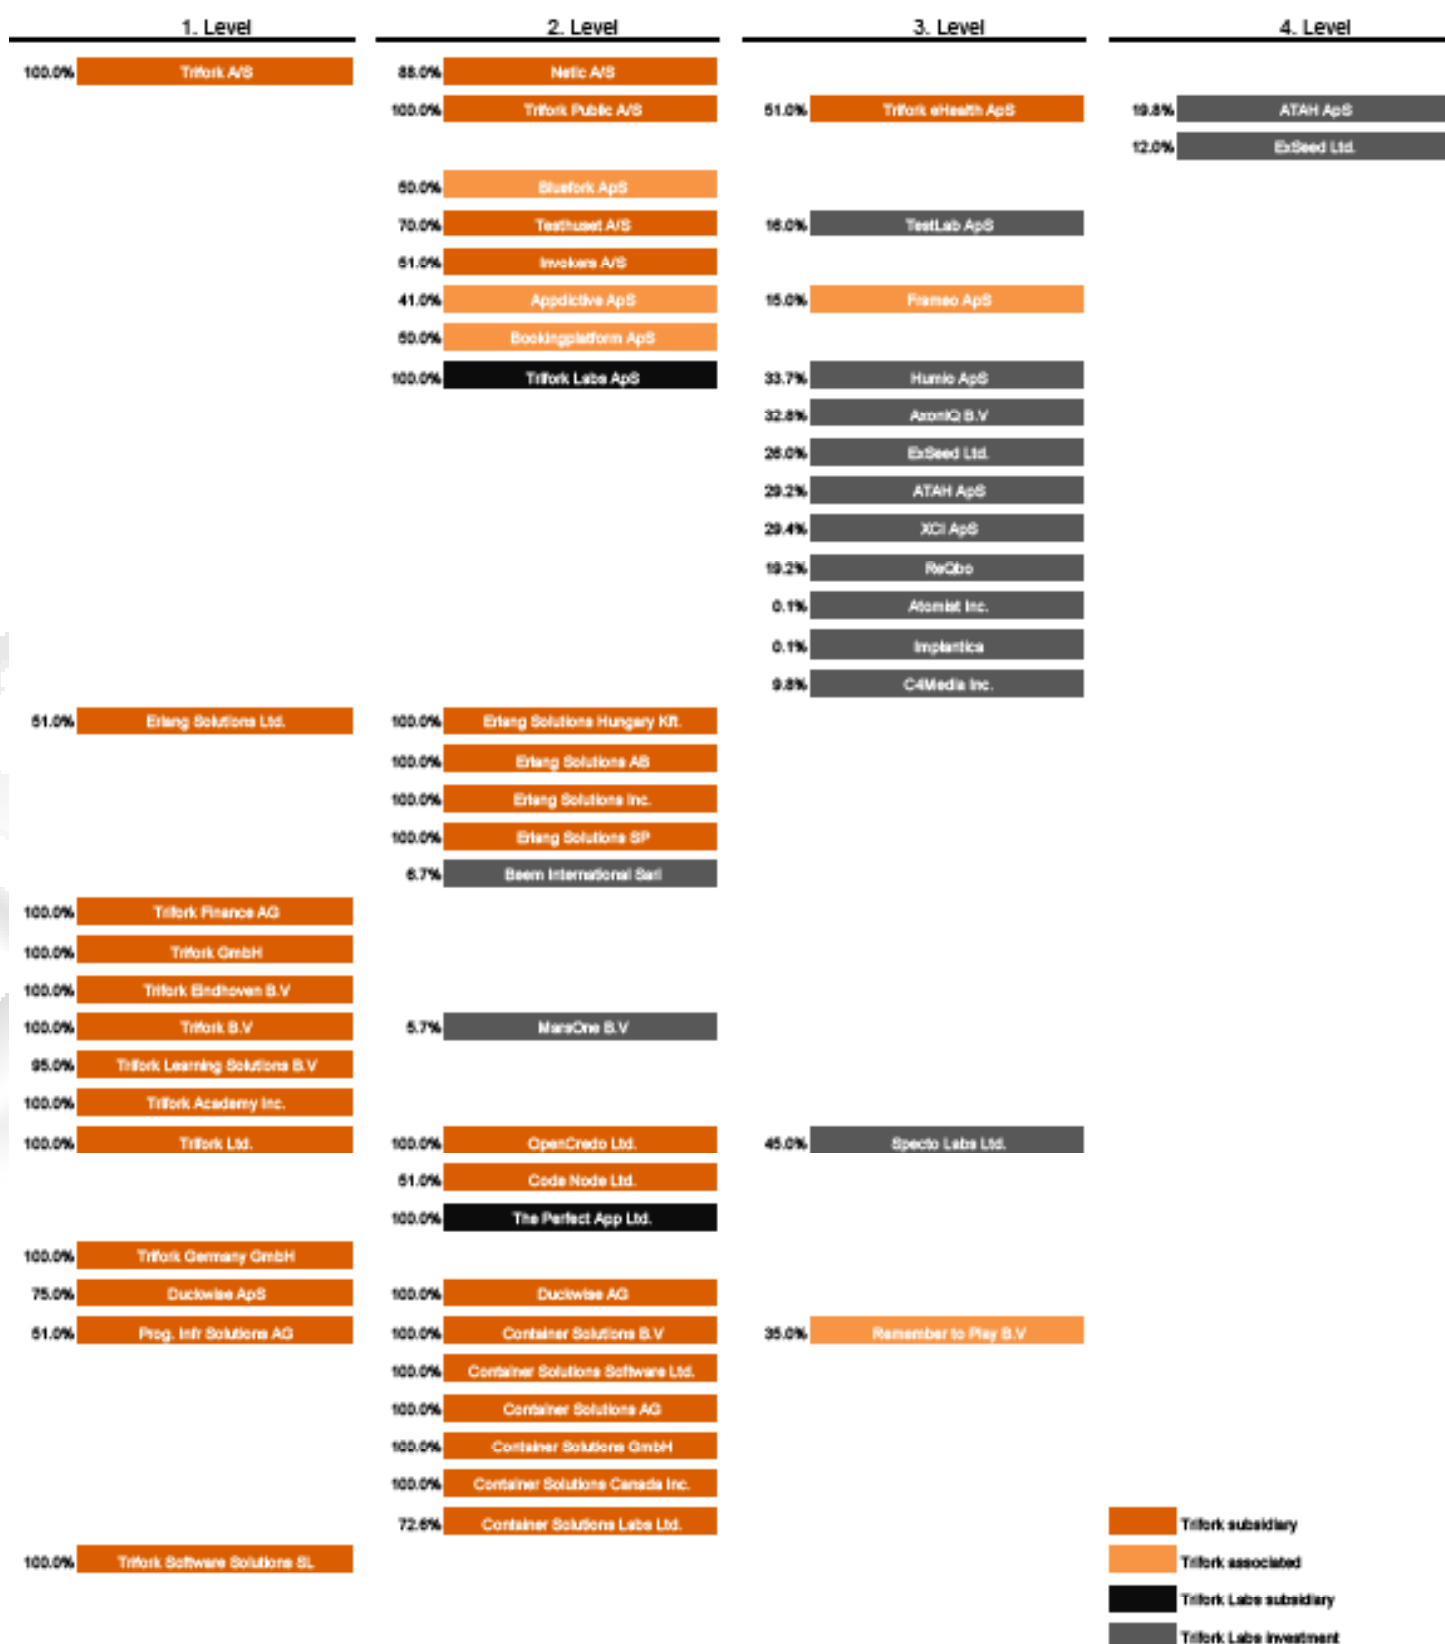 1. Level 2. Level 3. Level 4. Level
100.0% Trifork A/S 88.0% Netic A/S
100.0% Trifork Public A/S 51.0% Trifork eHealth ApS 19.8% ATAH ApS
12.0% ExSeed Ltd.
50.0% Bluefork ApS
70.0% Testhuset A/S 16.0% TestLab ApS
51.0% Invokers A/S
41.0% Appdictive ApS 15.0% Frameo ApS
50.0% Bookingplatform ApS
100.0% Trifork Labs ApS 33.7% Humio ApS
32.8% AxonIQ B.V
26.0% ExSeed Ltd.
29.2% ATAH ApS
29.4% XCI ApS
19.2% ReQbo
0.1% Atomist Inc.
0.1% Implantica
9.8% C4Media Inc.
51.0% Erlang Solutions Ltd. 100.0% Erlang Solutions Hungary Kft.
100.0% Erlang Solutions AB
100.0% Erlang Solutions Inc.
100.0% Erlang Solutions SP
6.7% Beem International Sarl
100.0% Trifork Finance AG
100.0% Trifork GmbH
100.0% Trifork Eindhoven B.V
100.0% Trifork B.V 5.7% MarsOne B.V
95.0% Trifork Learning Solutions B.V
100.0% Trifork Academy Inc.
100.0% Trifork Ltd. 100.0% OpenCredo Ltd. 45.0% Specto Labs Ltd.
51.0% Code Node Ltd.
100.0% The Perfect App Ltd.
100.0% Trifork Germany GmbH
75.0% Duckwise ApS 100.0% Duckwise AG
51.0% Prog. Infr Solutions AG 100.0% Container Solutions B.V 35.0% Remember to Play B.V
100.0% Container Solutions Software Ltd.
100.0% Container Solutions AG
100.0% Container Solutions GmbH
100.0% Container Solutions Canada Inc.
72.6% Container Solutions Labs Ltd.
Trifork subsidiary
100.0% Trifork Software Solutions SL
Trifork associated
Trifork Labs subsidiary
Trifork Labs investment